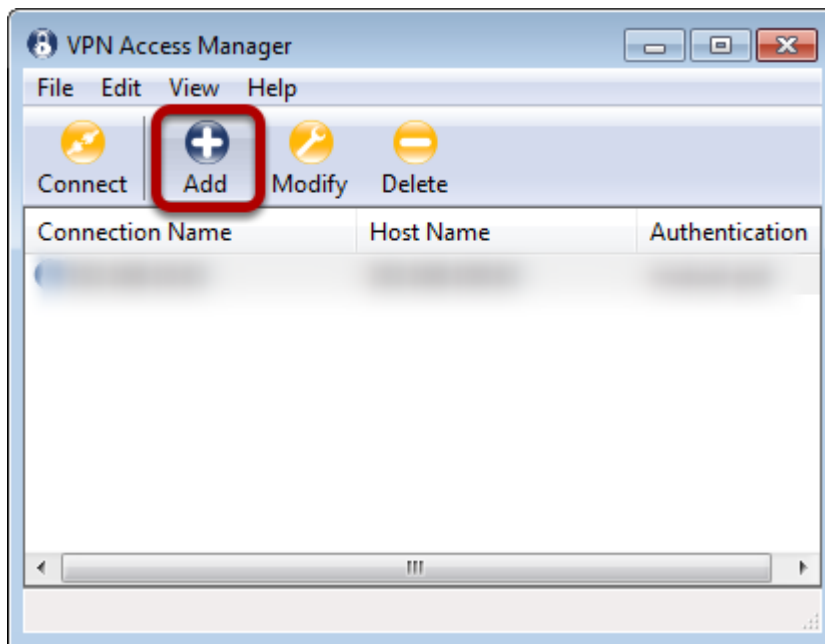 VPN Access Manager
File Edit View Help
Connect Add Modify Delete
Connection Name Host Name Authentication